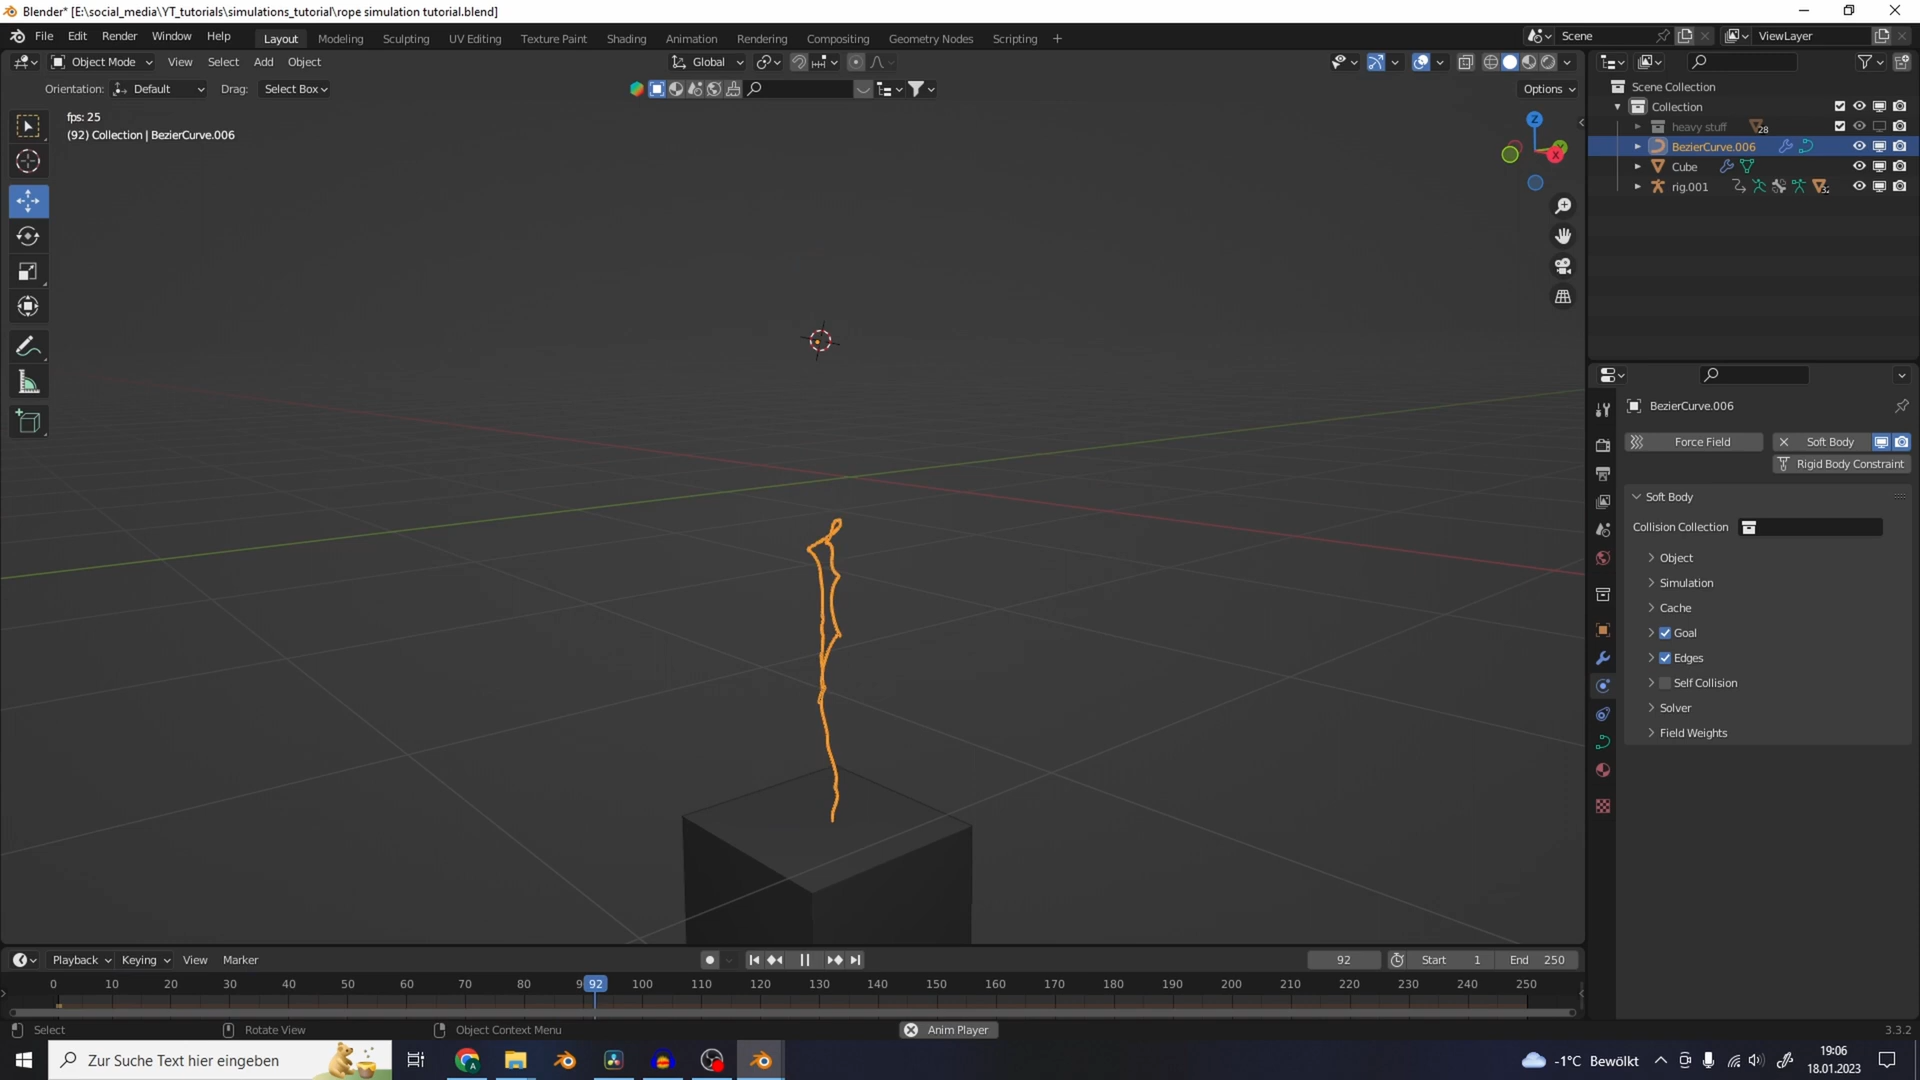 Blender* [E:\social_media\YT_tutorials\simulations_tutorial\rope simulation tutorial.blend]
File Edit Render Window Help Layout Modeling Sculpting UV Editing Texture Paint Shading Animation Rendering Compositing Geometry Nodes Scripting + Scene ViewLayer
Object Mode View Select Add Object Global
Orientation: Default Drag: Select Box Options
fps: 25
(92) Collection | BezierCurve.006
Z
Y
X
Scene Collection
Collection
heavy stuff 28
BezierCurve.006
Cube
rig.001
BezierCurve.006
Force Field Soft Body
Rigid Body Constraint
Soft Body
Collision Collection
Object
Simulation
Cache
Goal
Edges
Self Collision
Solver
Field Weights
Playback Keying View Marker 92 Start 1 End 250
0 10 20 30 40 50 60 70 80 9 92 100 110 120 130 140 150 160 170 180 190 200 210 220 230 240 250
Select Rotate View Object Context Menu Anim Player 3.3.2
Zur Suche Text hier eingeben -1°C Bewölkt 19:06
18.01.2023